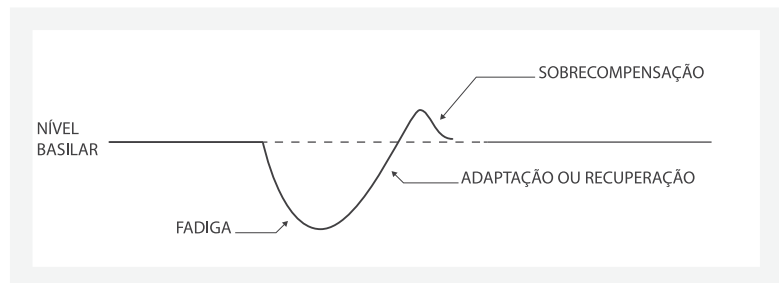 SOBRECOMPENSAÇÃO
NÍVEL
BASILAR
ADAPTAÇÃO OU RECUPERAÇÃO
FADIGA